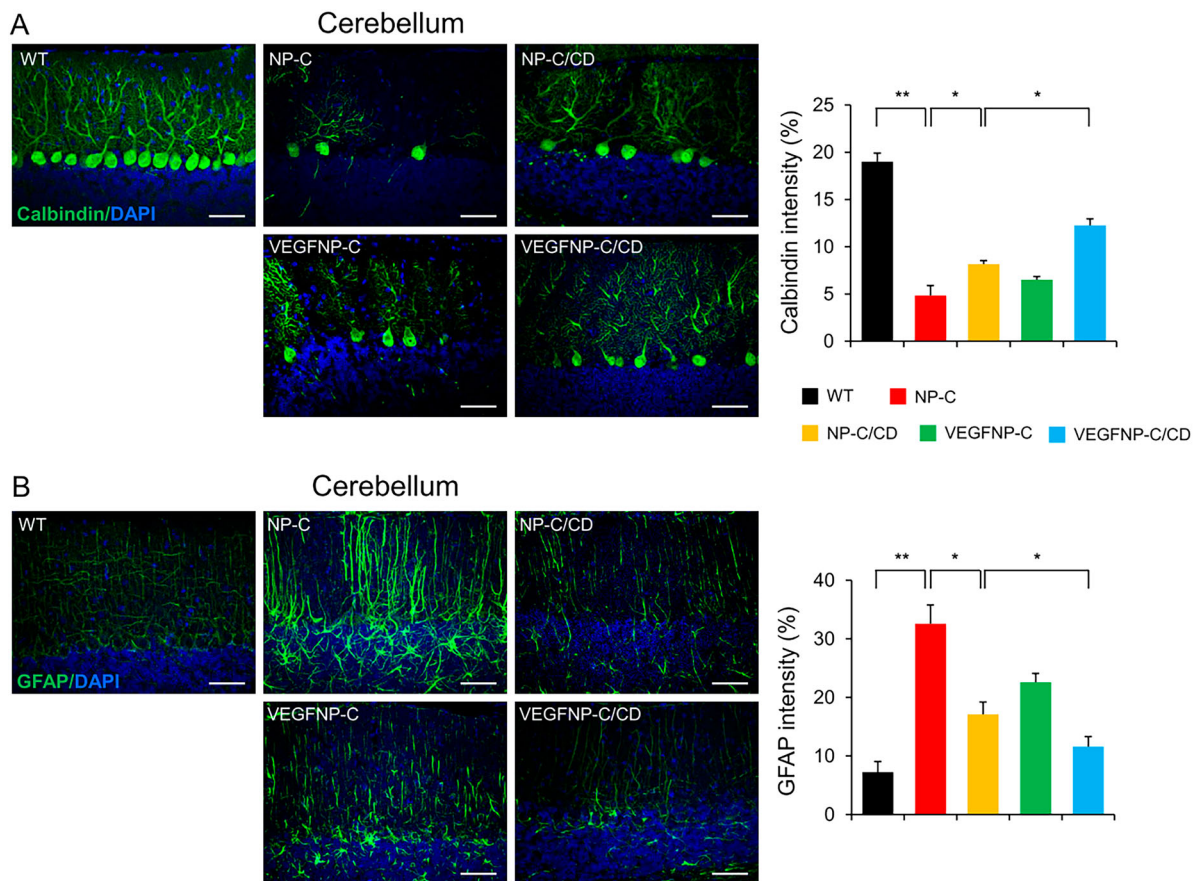 A
Cerebellum
WT
NP-C
NP-C/CD
Calbindin/DAPI
VEGFNP-C
VEGFNP-C/CD
Calbindin intensity (%)
25
20
15
10
5
0
** * *
WT NP-C
NP-C/CD VEGFNP-C VEGFNP-C/CD
B
Cerebellum
WT
NP-C
NP-C/CD
GFAP/DAPI
VEGFNP-C
VEGFNP-C/CD
GFAP intensity (%)
40
30
20
10
0
** * *